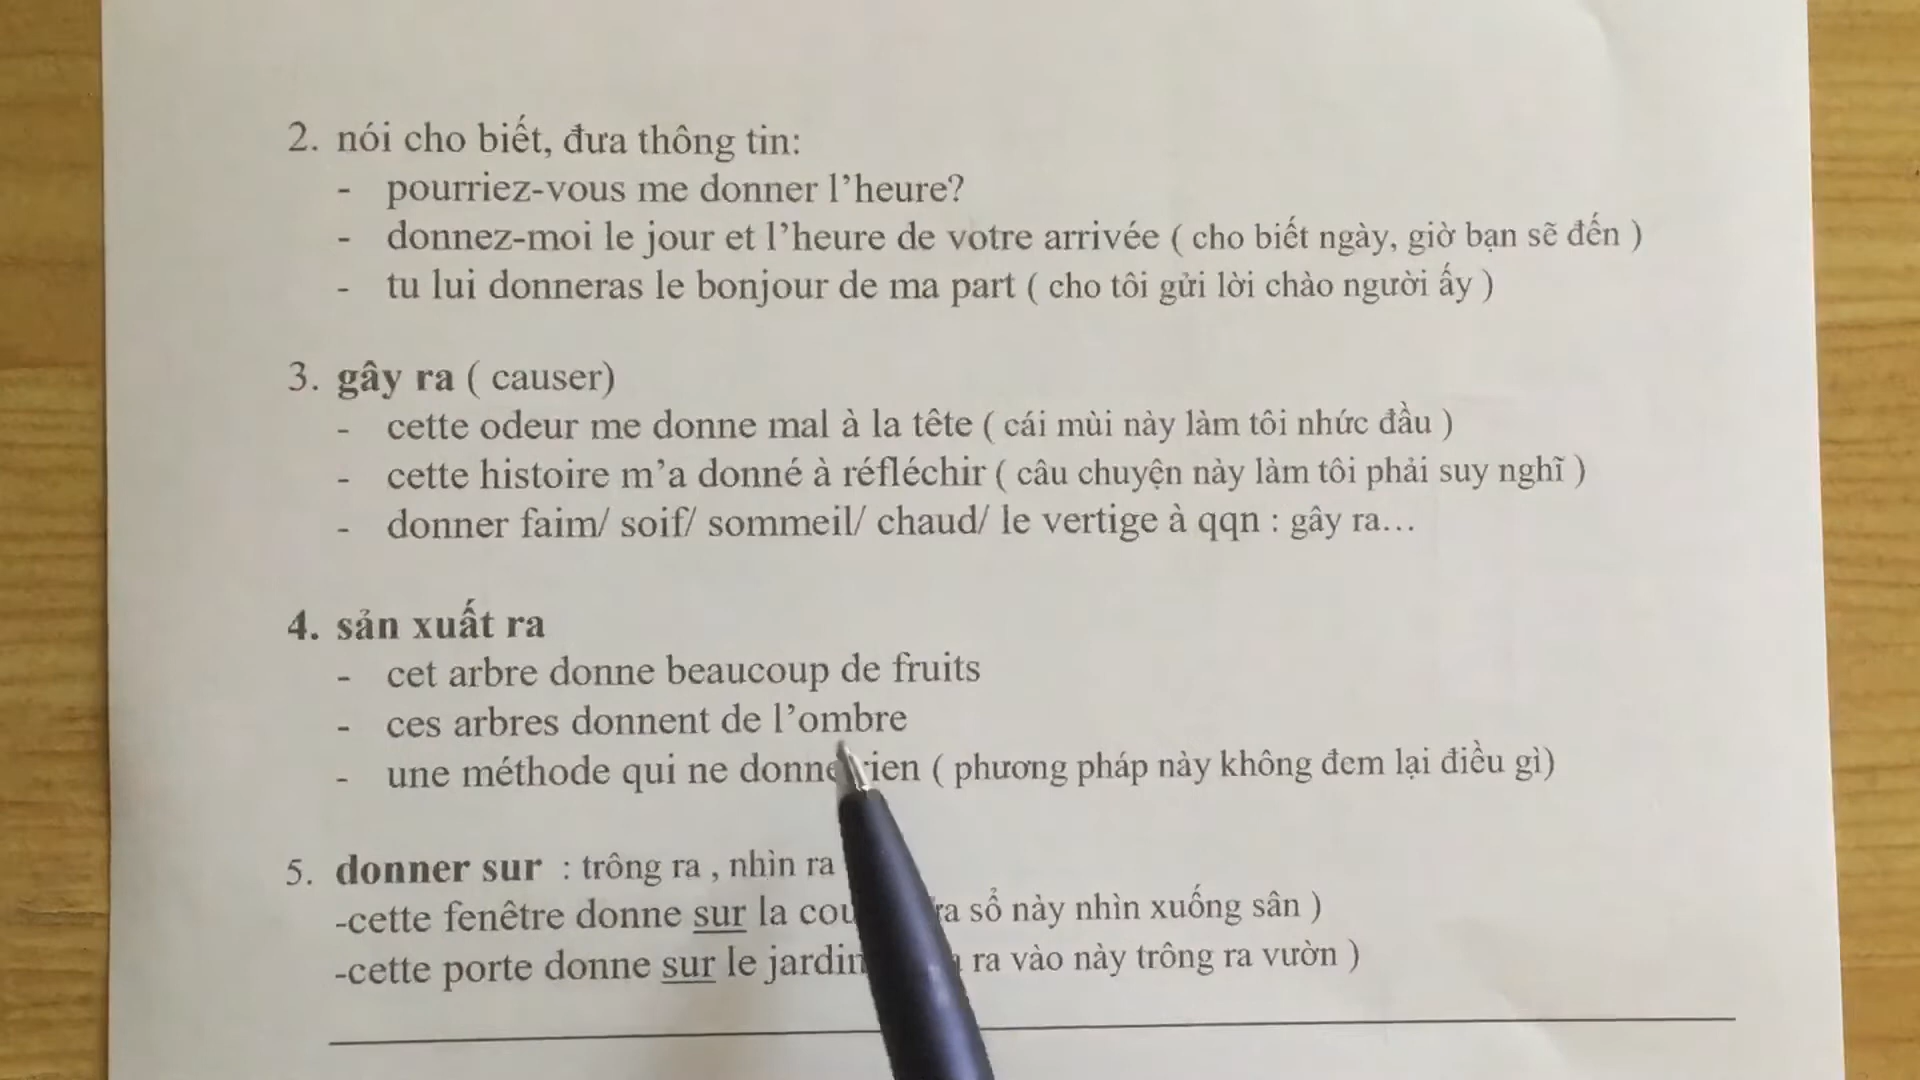 2. nói cho biết, đưa thông tin:
- pourriez-vous me donner l’heure?
- donnez-moi le jour et l’heure de votre arrivée ( cho biết ngày, giờ bạn sẽ đến )
- tu lui donneras le bonjour de ma part ( cho tôi gửi lời chào người ấy )
3. gây ra ( causer)
- cette odeur me donne mal à la tête ( cái mùi này làm tôi nhức đầu )
- cette histoire m’a donné à réfléchir ( câu chuyện này làm tôi phải suy nghĩ )
- donner faim/ soif/ sommeil/ chaud/ le vertige à qqn : gây ra…
4. sản xuất ra
- cet arbre donne beaucoup de fruits
- ces arbres donnent de l’ombre
- une méthode qui ne donne rien ( phương pháp này không đem lại điều gì)
5. donner sur : trông ra , nhìn ra
-cette fenêtre donne sur la sổ này nhìn xuống sân )
-cette porte donne sur le jardin ra vào này trông ra vườn )